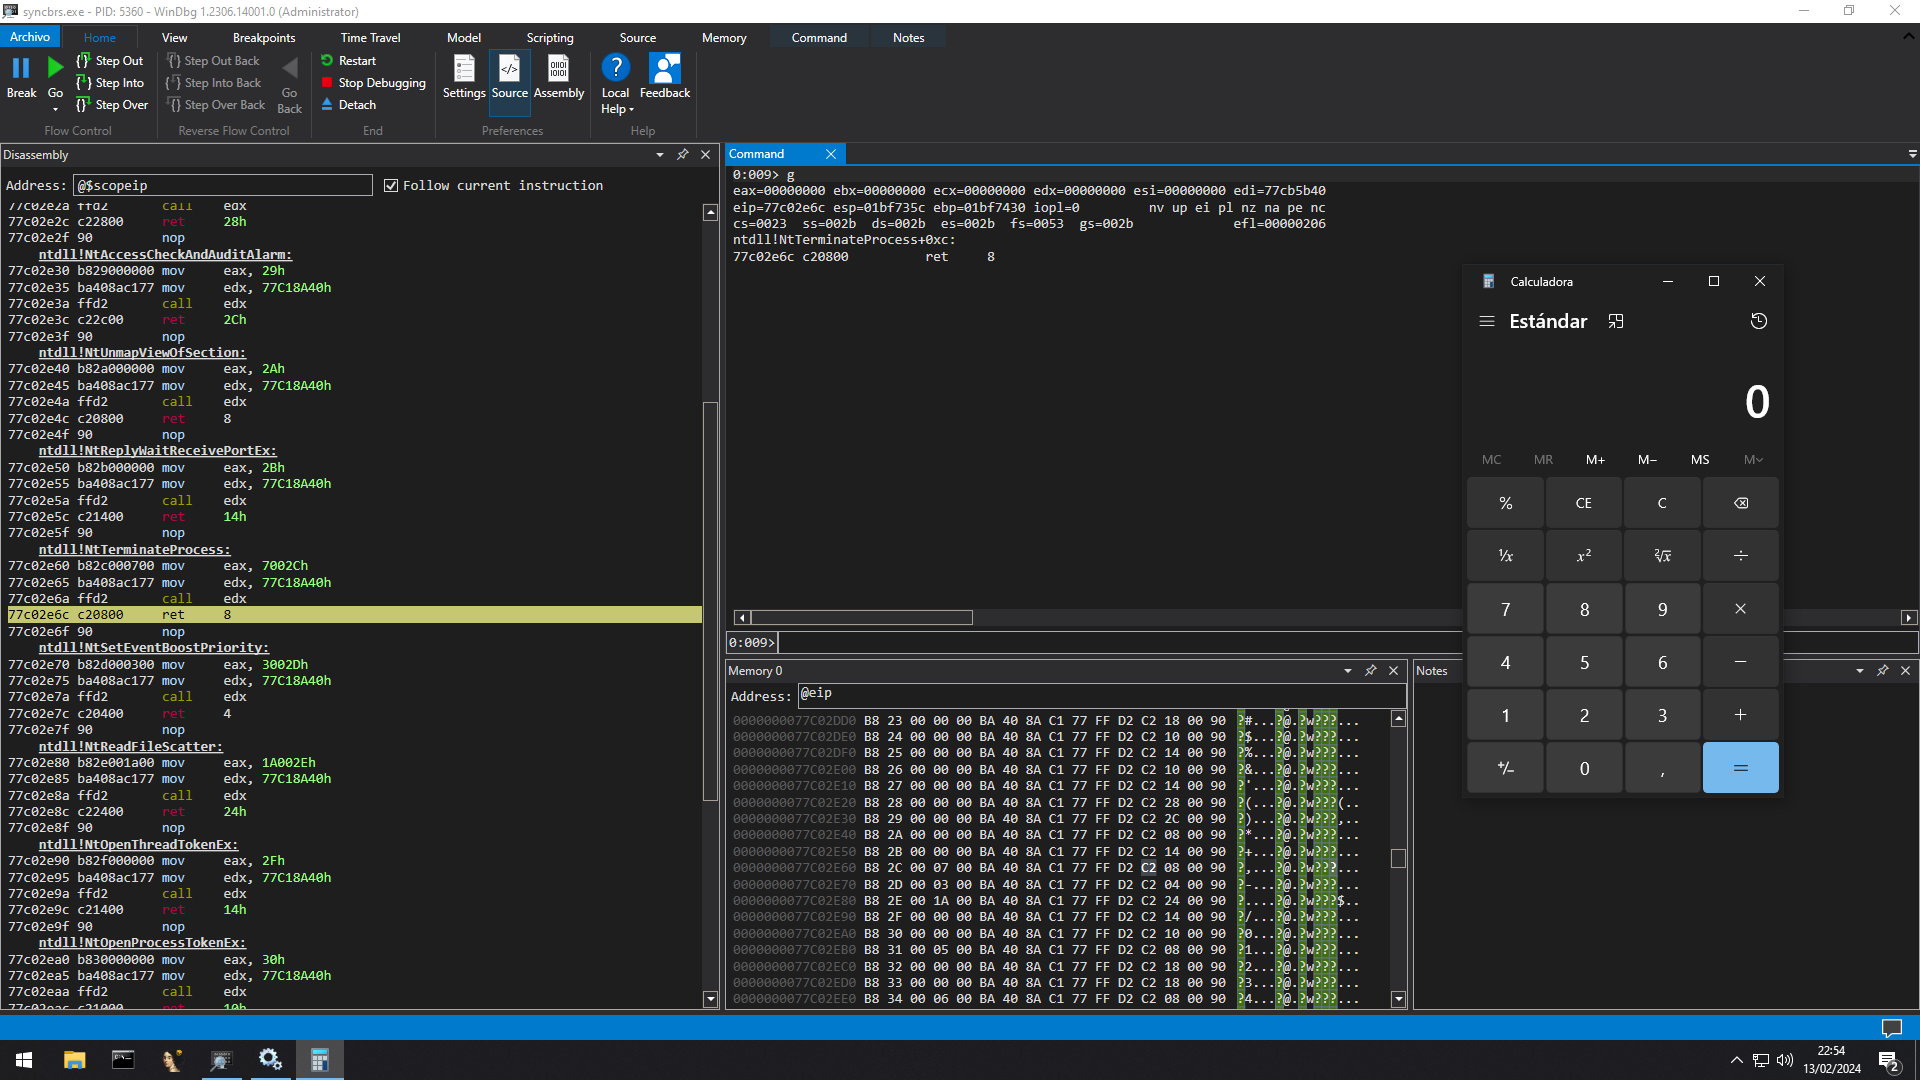 syncbrs.exe - PID: 5360 - WinDbg 1.2306.14001.0 (Administrator)
Archivo Home View Breakpoints Time Travel Model Scripting Source Memory Command Notes
Break
Go
Step Out
Step Into
Step Over
Flow Control
Step Out Back
Step Into Back
Step Over Back
Go Back
Reverse Flow Control
Restart
Stop Debugging
Detach
End
Settings Source Assembly
Preferences
Local Help
Feedback
Help
Disassembly
Address: @$scopeip
Follow current instruction
77c02e2a ffd2 call edx
77c02e2c c22800 ret 28h
77c02e2f 90 nop
ntdll!NtAccessCheckAndAuditAlarm:
77c02e30 b829000000 mov eax, 29h
77c02e35 ba408ac177 mov edx, 77C18A40h
77c02e3a ffd2 call edx
77c02e3c c22c00 ret 2Ch
77c02e3f 90 nop
ntdll!NtUnmapViewOfSection:
77c02e40 b82a000000 mov eax, 2Ah
77c02e45 ba408ac177 mov edx, 77C18A40h
77c02e4a ffd2 call edx
77c02e4c c20800 ret 8
77c02e4f 90 nop
ntdll!NtReplyWaitReceivePortEx:
77c02e50 b82b000000 mov eax, 2Bh
77c02e55 ba408ac177 mov edx, 77C18A40h
77c02e5a ffd2 call edx
77c02e5c c21400 ret 14h
77c02e5f 90 nop
ntdll!NtTerminateProcess:
77c02e60 b82c000700 mov eax, 7002Ch
77c02e65 ba408ac177 mov edx, 77C18A40h
77c02e6a ffd2 call edx
77c02e6c c20800 ret 8
77c02e6f 90 nop
ntdll!NtSetEventBoostPriority:
77c02e70 b82d000300 mov eax, 3002Dh
77c02e75 ba408ac177 mov edx, 77C18A40h
77c02e7a ffd2 call edx
77c02e7c c20400 ret 4
77c02e7f 90 nop
ntdll!NtReadFileScatter:
77c02e80 b82e001a00 mov eax, 1A002Eh
77c02e85 ba408ac177 mov edx, 77C18A40h
77c02e8a ffd2 call edx
77c02e8c c22400 ret 24h
77c02e8f 90 nop
ntdll!NtOpenThreadTokenEx:
77c02e90 b82f000000 mov eax, 2Fh
77c02e95 ba408ac177 mov edx, 77C18A40h
77c02e9a ffd2 call edx
77c02e9c c21400 ret 14h
77c02e9f 90 nop
ntdll!NtOpenProcessTokenEx:
77c02ea0 b830000000 mov eax, 30h
77c02ea5 ba408ac177 mov edx, 77C18A40h
77c02eaa ffd2 call edx
77c02eac c21000 ret 10h
Command
0:009> g
eax=00000000 ebx=00000000 ecx=00000000 edx=00000000 esi=00000000 edi=77cb5b40
eip=77c02e6c esp=01bf735c ebp=01bf7430 iopl=0 nv up ei pl nz na pe nc
cs=0023 ss=002b ds=002b es=002b fs=0053 gs=002b efl=00000206
ntdll!NtTerminateProcess+0xc:
77c02e6c c20800 ret 8
0:009>
Memory 0
Address: @eip
0000000077C02DD0 B8 23 00 00 00 BA 40 8A C1 77 FF D2 C2 18 00 90 ?#...?@.?w???...
0000000077C02DE0 B8 24 00 00 00 BA 40 8A C1 77 FF D2 C2 10 00 90 ?$...?@.?w???...
0000000077C02DF0 B8 25 00 00 00 BA 40 8A C1 77 FF D2 C2 14 00 90 ?%...?@.?w???...
0000000077C02E00 B8 26 00 00 00 BA 40 8A C1 77 FF D2 C2 10 00 90 ?&...?@.?w???...
0000000077C02E10 B8 27 00 00 00 BA 40 8A C1 77 FF D2 C2 14 00 90 ?'...?@.?w???...
0000000077C02E20 B8 28 00 00 00 BA 40 8A C1 77 FF D2 C2 28 00 90 ?(...?@.?w???(..
0000000077C02E30 B8 29 00 00 00 BA 40 8A C1 77 FF D2 C2 2C 00 90 ?)...?@.?w???,..
0000000077C02E40 B8 2A 00 00 00 BA 40 8A C1 77 FF D2 C2 08 00 90 ?*...?@.?w???...
0000000077C02E50 B8 2B 00 00 00 BA 40 8A C1 77 FF D2 C2 14 00 90 ?+...?@.?w???...
0000000077C02E60 B8 2C 00 07 00 BA 40 8A C1 77 FF D2 C2 08 00 90 ?,...?@.?w???...
0000000077C02E70 B8 2D 00 03 00 BA 40 8A C1 77 FF D2 C2 04 00 90 ?-...?@.?w???...
0000000077C02E80 B8 2E 00 1A 00 BA 40 8A C1 77 FF D2 C2 24 00 90 ?....?@.?w???$..
0000000077C02E90 B8 2F 00 00 00 BA 40 8A C1 77 FF D2 C2 14 00 90 ?/...?@.?w???...
0000000077C02EA0 B8 30 00 00 00 BA 40 8A C1 77 FF D2 C2 10 00 90 ?0...?@.?w???...
0000000077C02EB0 B8 31 00 05 00 BA 40 8A C1 77 FF D2 C2 08 00 90 ?1...?@.?w???...
0000000077C02EC0 B8 32 00 00 00 BA 40 8A C1 77 FF D2 C2 18 00 90 ?2...?@.?w???...
0000000077C02ED0 B8 33 00 00 00 BA 40 8A C1 77 FF D2 C2 18 00 90 ?3...?@.?w???...
0000000077C02EE0 B8 34 00 06 00 BA 40 8A C1 77 FF D2 C2 08 00 90 ?4...?@.?w???...
Notes
Calculadora
Estándar
0
MC MR M+ M− MS M
% CE C
¹/x x² ²√x ÷
7 8 9 ×
4 5 6 −
1 2 3 +
+/− 0 , =
22:54
13/02/2024
2